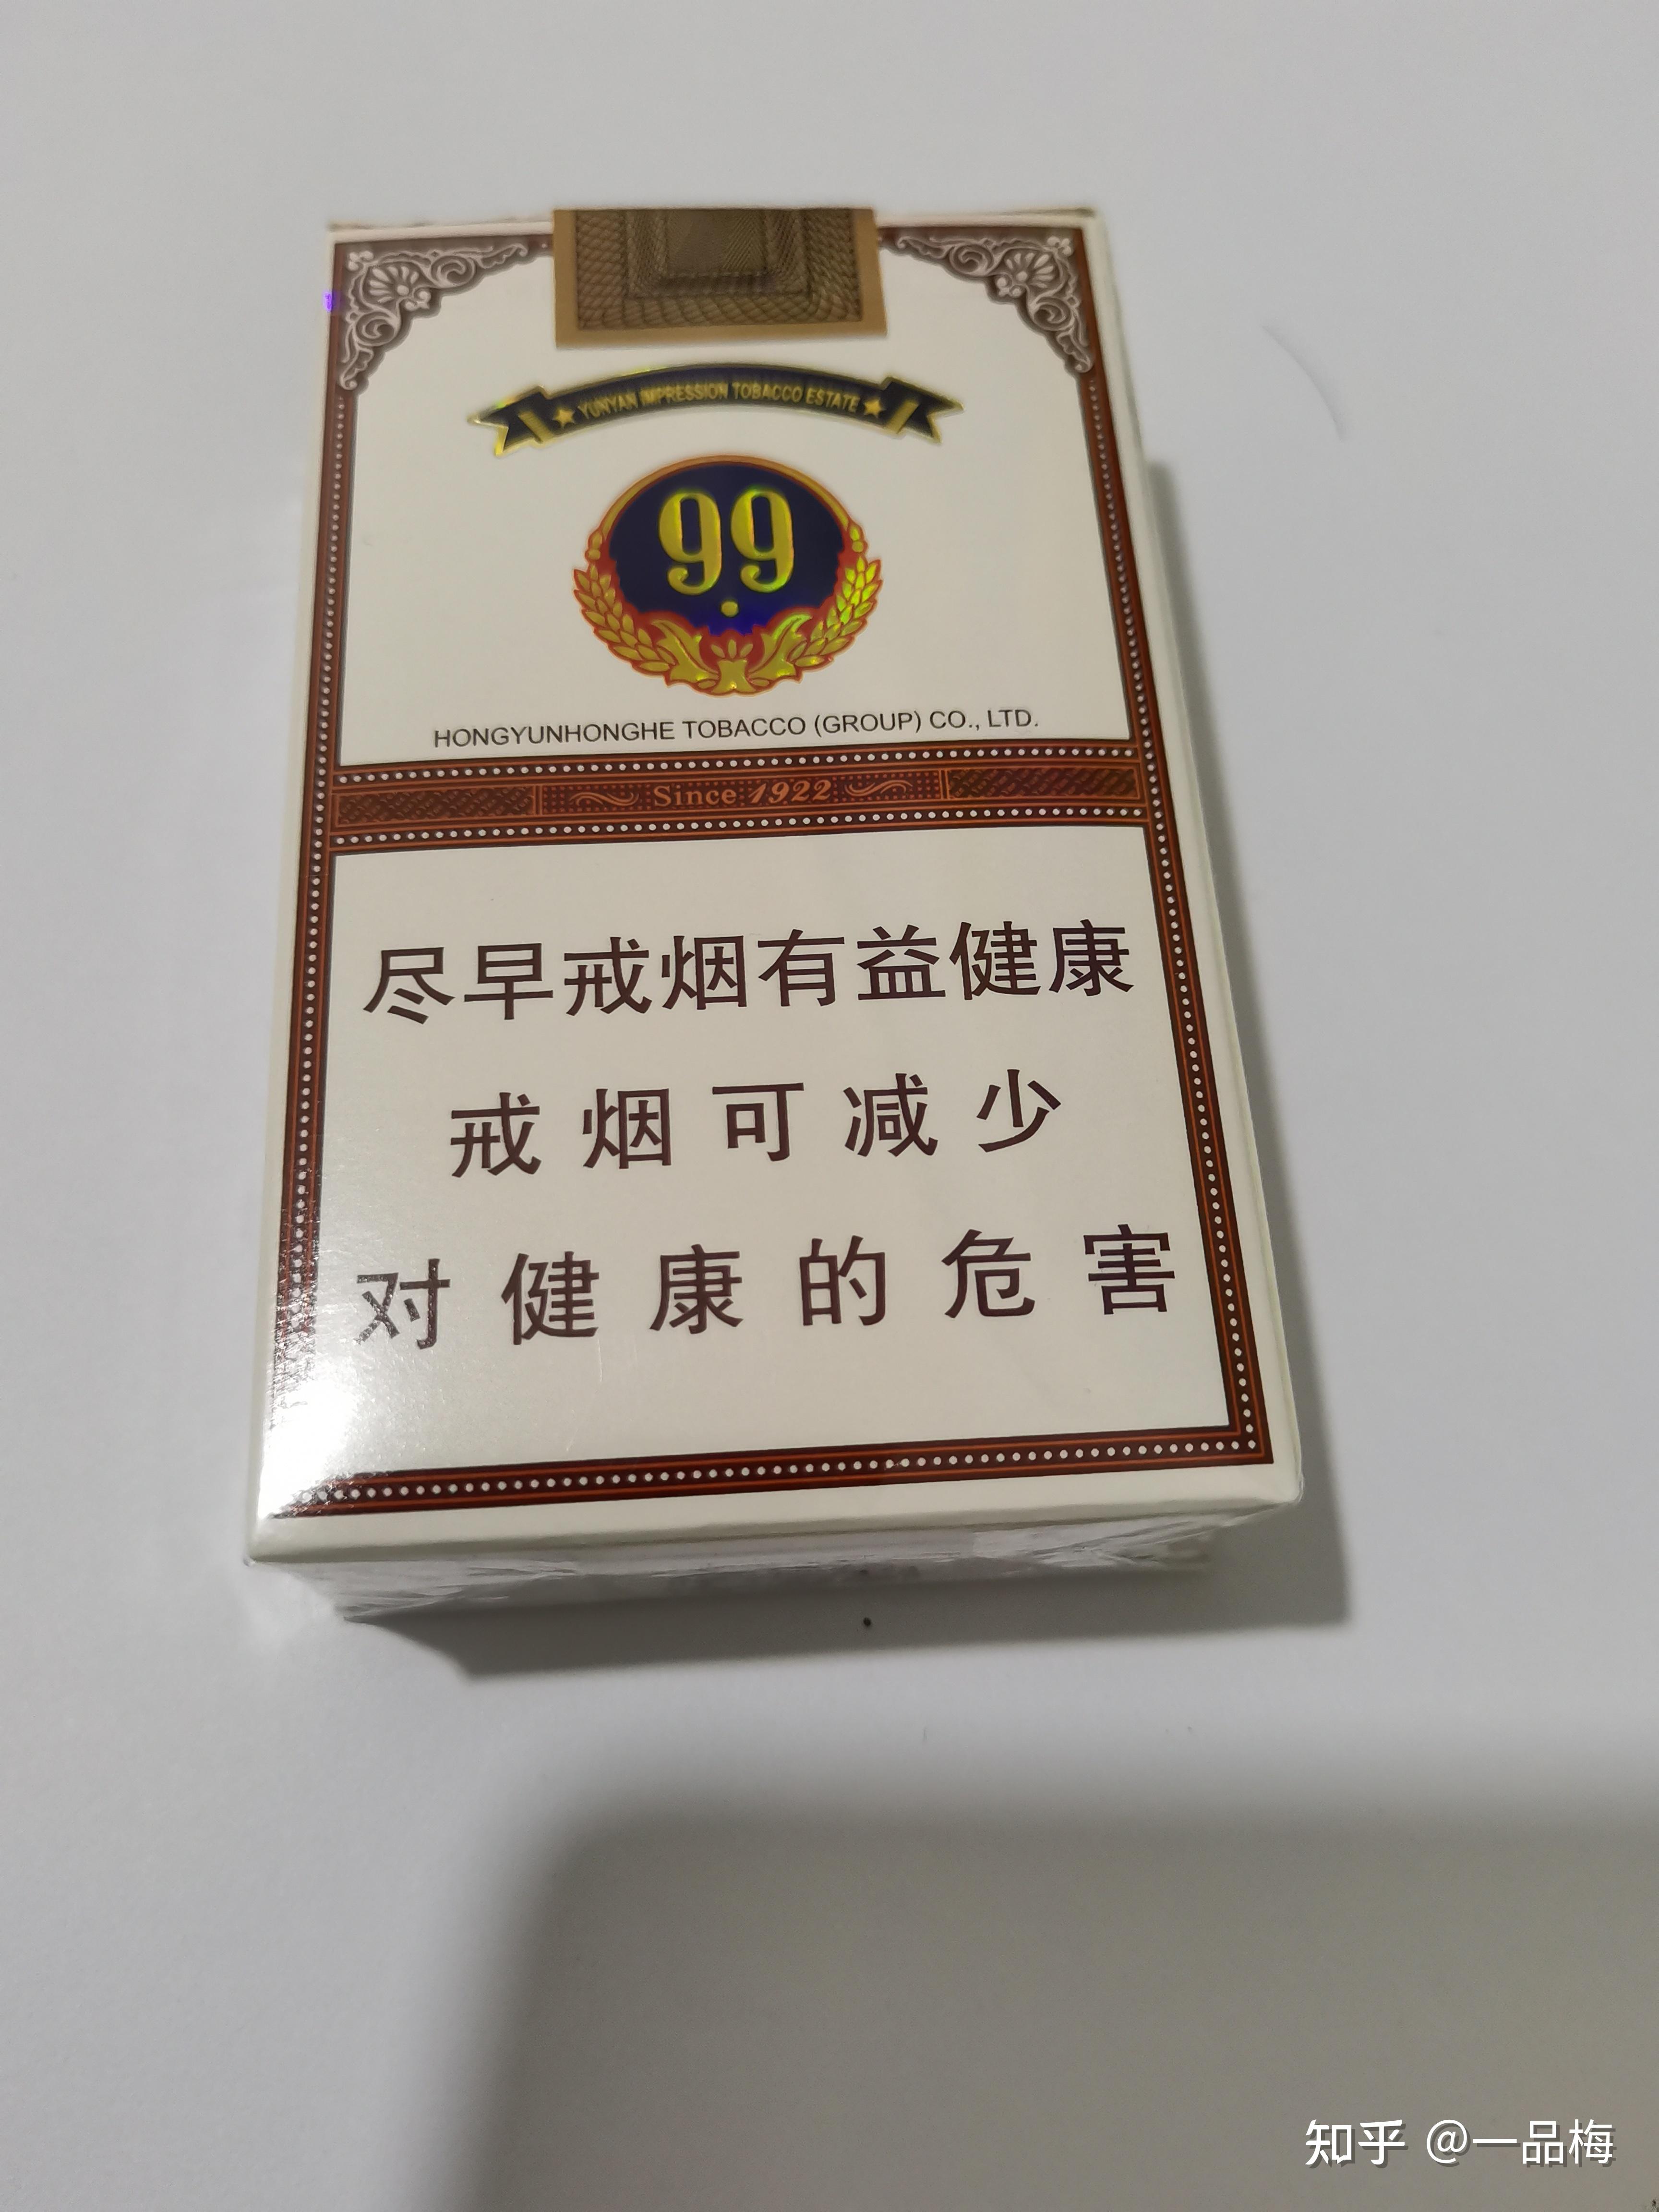 ★ YUNYAN IMPRESSION TOBACCO ESTATE ★
99
HONGYUNHONGHE TOBACCO (GROUP) CO., LTD.
Since 1922
尽早戒烟有益健康
戒烟可减少
对健康的危害
知乎 @一品梅